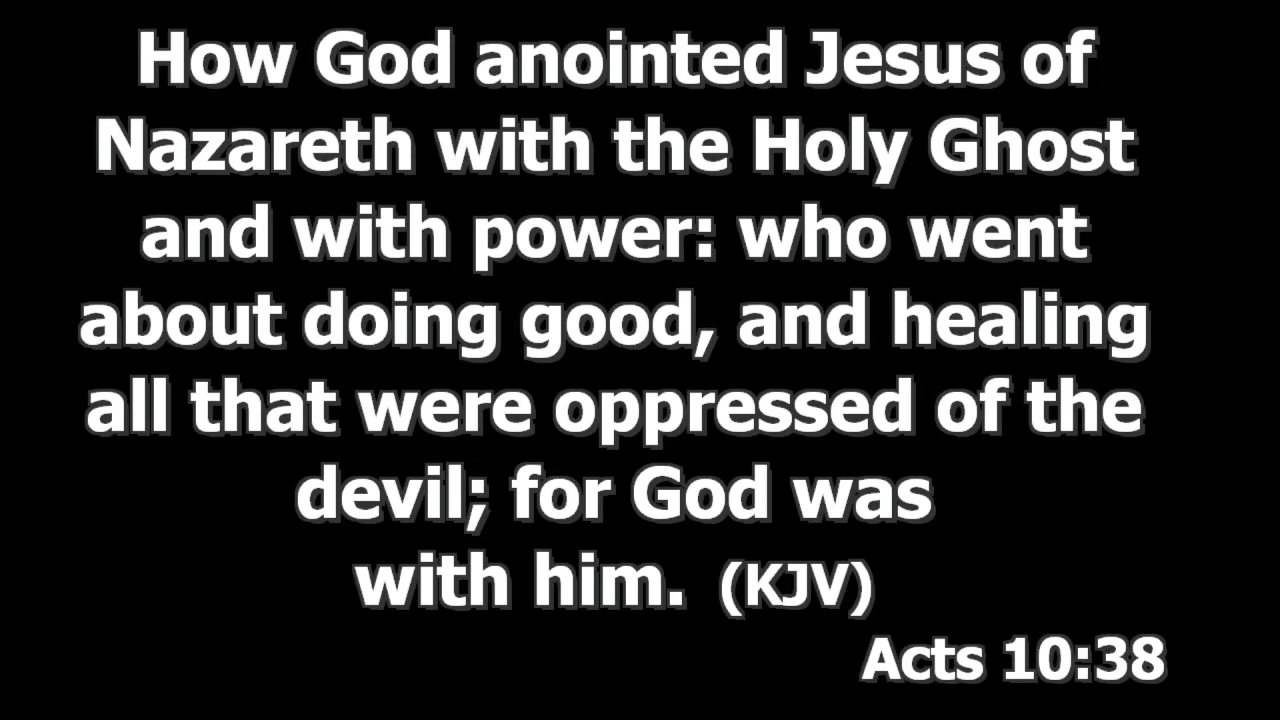 How God anointed Jesus of
Nazareth with the Holy Ghost
and with power: who went
about doing good, and healing
all that were oppressed of the
devil; for God was
with him. (KJV)
Acts 10:38